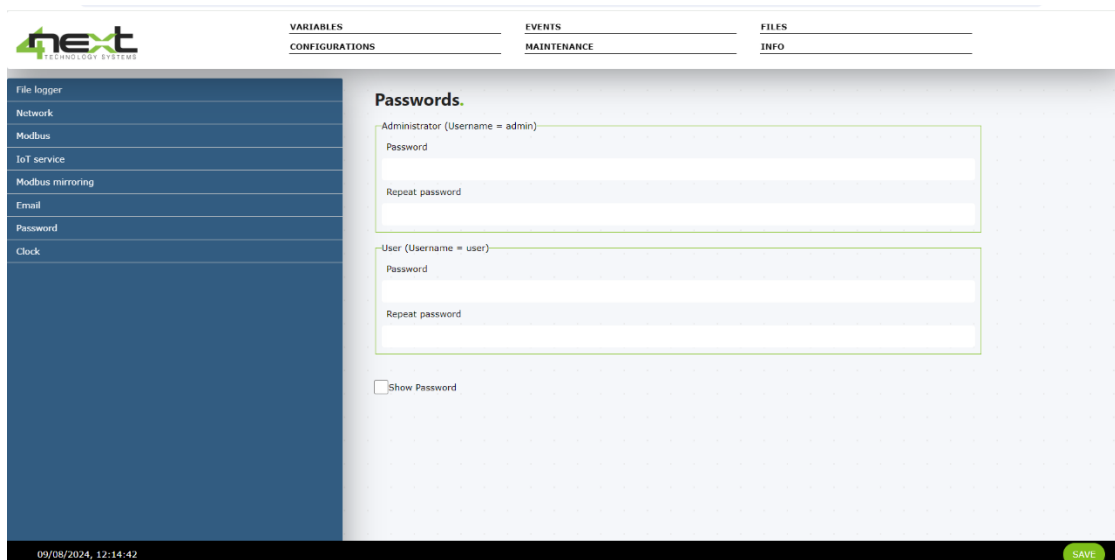 4next
TECHNOLOGY SYSTEMS
VARIABLES
EVENTS
FILES
CONFIGURATIONS
MAINTENANCE
INFO
File logger
Network
Modbus
IoT service
Modbus mirroring
Email
Password
Clock
Passwords.
Administrator (Username = admin)
Password
Repeat password
User (Username = user)
Password
Repeat password
Show Password
09/08/2024, 12:14:42
SAVE